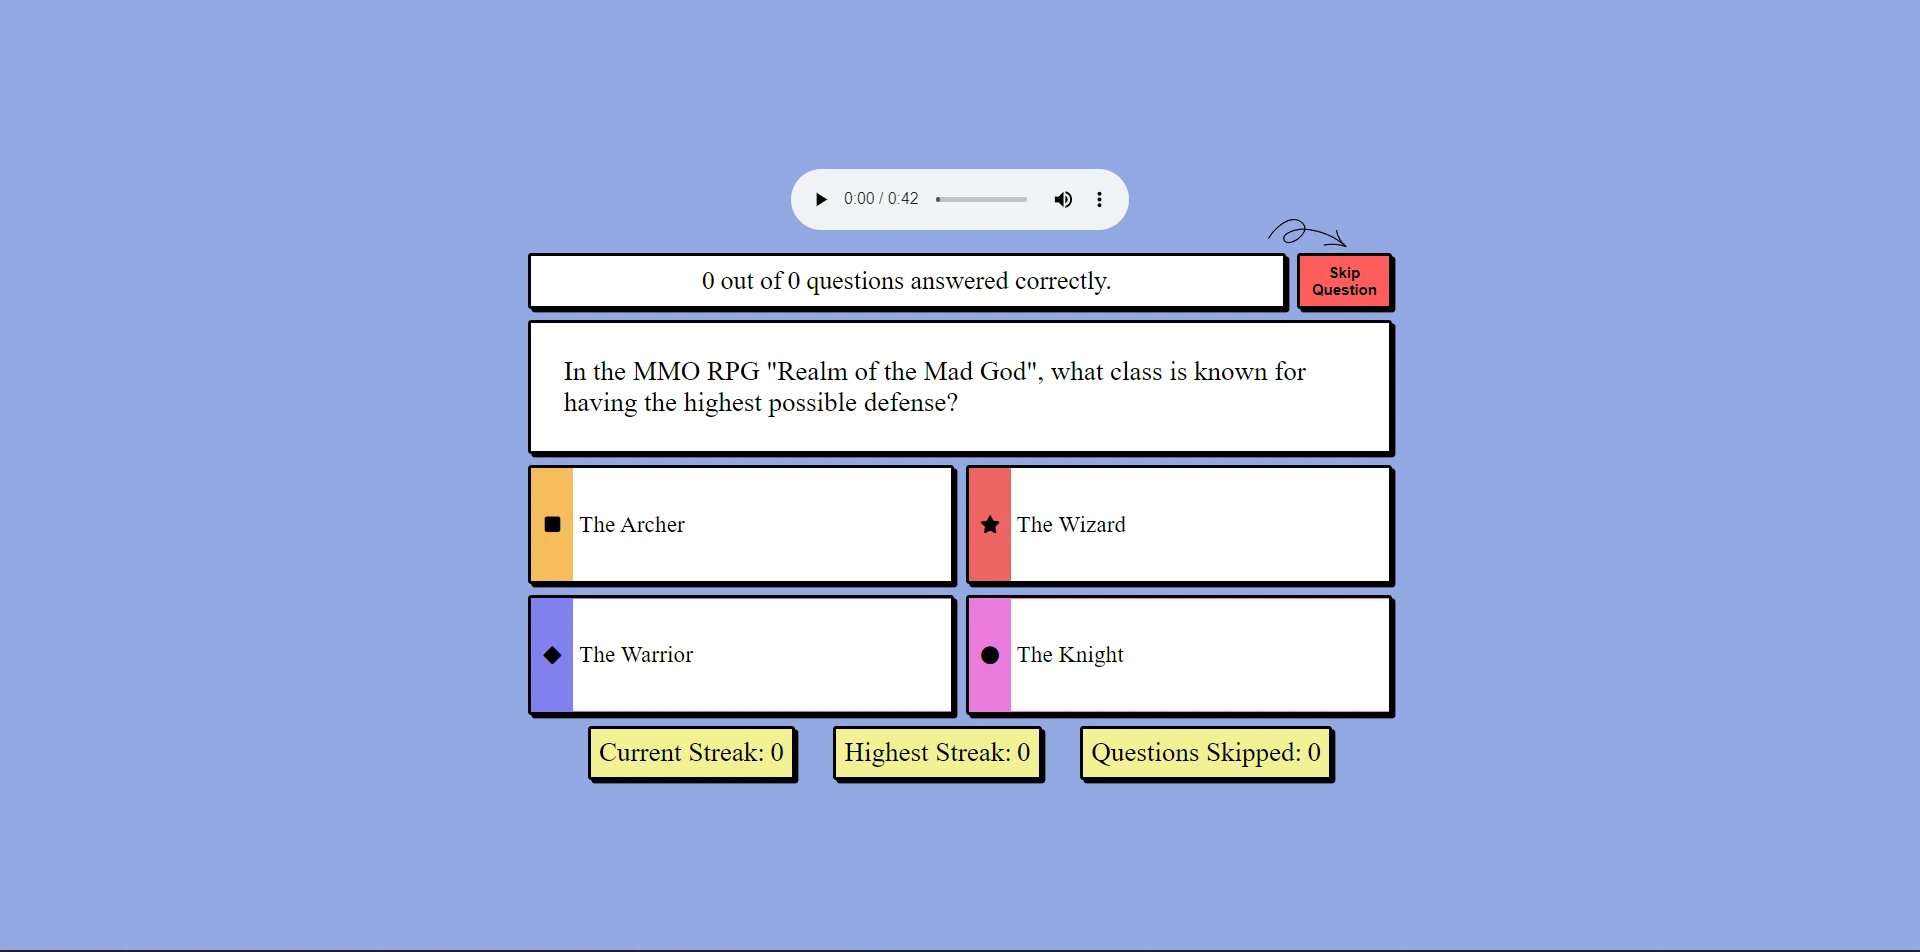 0:00 / 0:42
0 out of 0 questions answered correctly.
Skip
Question
In the MMO RPG "Realm of the Mad God", what class is known for
having the highest possible defense?
The Archer
The Wizard
The Warrior
The Knight
Current Streak: 0
Highest Streak: 0
Questions Skipped: 0